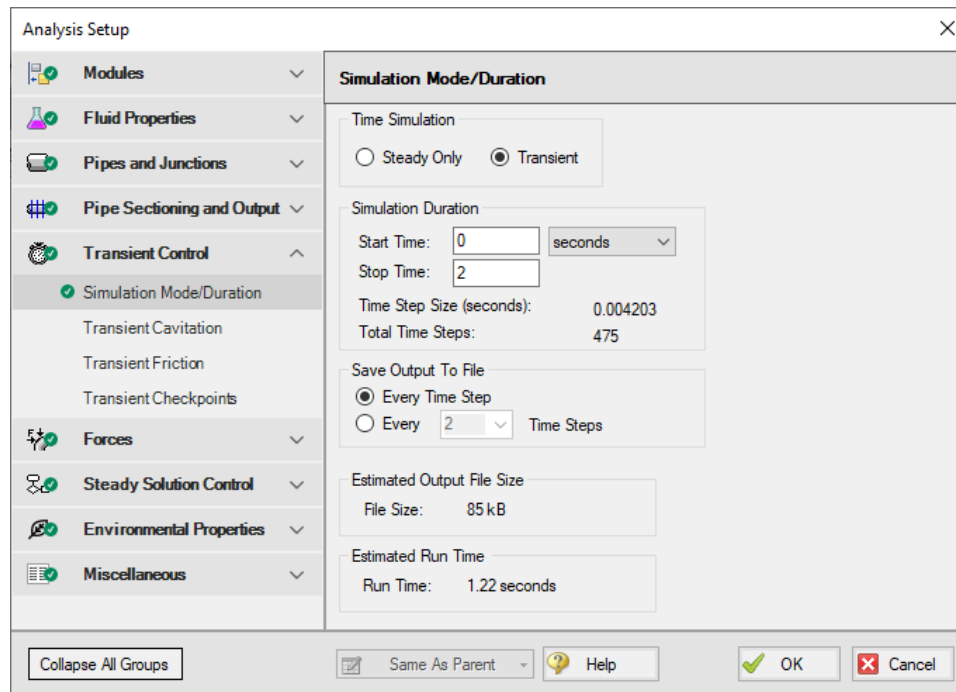 Analysis Setup
Modules
Fluid Properties
Pipes and Junctions
Pipe Sectioning and Output
Transient Control
Simulation Mode/Duration
Transient Cavitation
Transient Friction
Transient Checkpoints
Forces
Steady Solution Control
Environmental Properties
Miscellaneous
Collapse All Groups
Simulation Mode/Duration
Time Simulation
Steady Only Transient
Simulation Duration
Start Time: 0 seconds
Stop Time: 2
Time Step Size (seconds): 0.004203
Total Time Steps: 475
Save Output To File
Every Time Step
Every 2 Time Steps
Estimated Output File Size
File Size: 85 kB
Estimated Run Time
Run Time: 1.22 seconds
Same As Parent Help OK Cancel